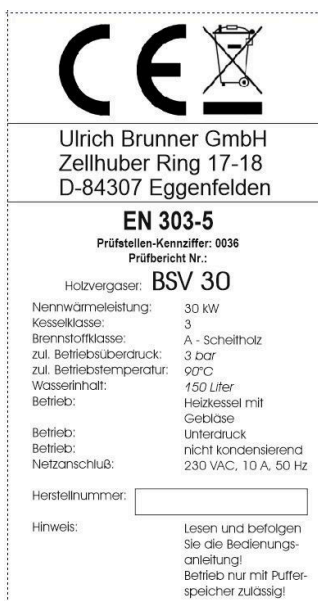 CE
Ulrich Brunner GmbH
Zellhuber Ring 17-18
D-84307 Eggenfelden
EN 303-5
Prüfstellen-Kennziffer: 0036
Prüfbericht Nr.:
Holzvergaser: BSV 30
Nennwärmeleistung: 30 kW
Kesselklasse: 3
Brennstoffklasse: A - Scheitholz
zul. Betriebsüberdruck: 3 bar
zul. Betriebstemperatur: 90°C
Wasserinhalt: 150 Liter
Betrieb: Heizkessel mit
Gebläse
Betrieb: Unterdruck
Betrieb: nicht kondensierend
Netzanschluß: 230 VAC, 10 A, 50 Hz
Herstellnummer:
Hinweis: Lesen und befolgen
Sie die Bedienungs-
anleitung!
Betrieb nur mit Puffer-
speicher zulässig!